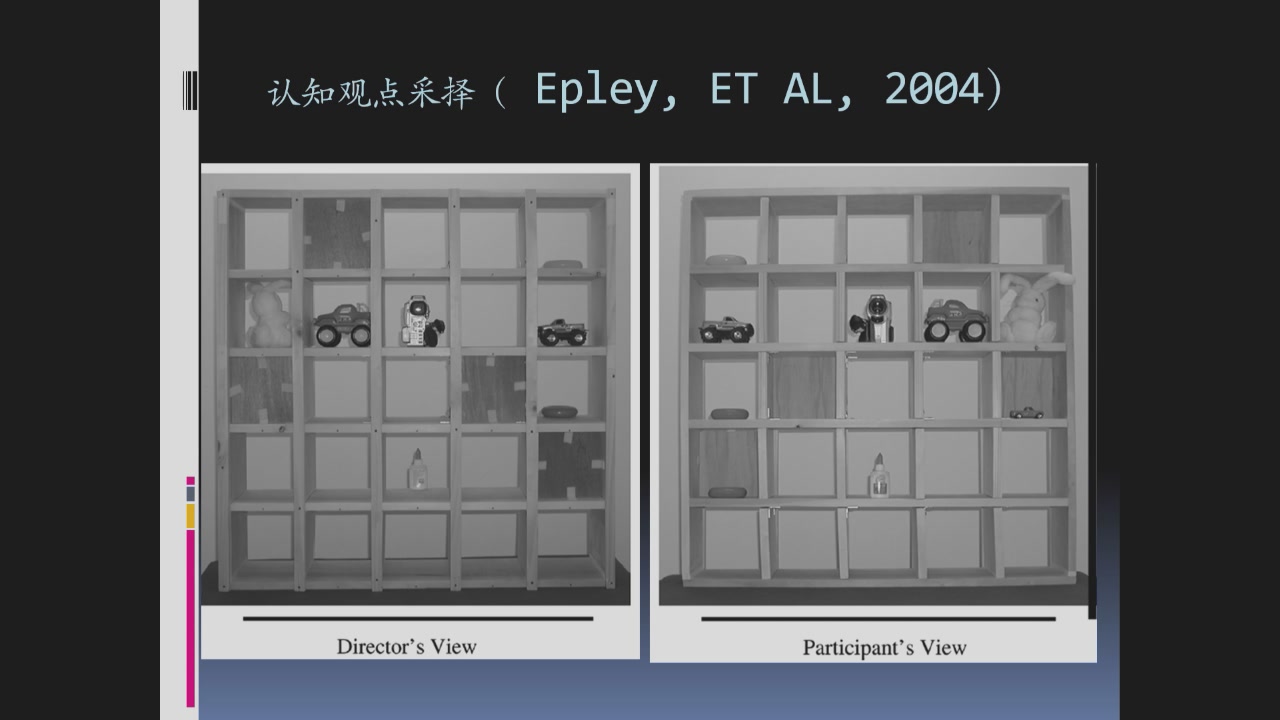 认知观点采择（ Epley, ET AL, 2004）
Director's View
Participant's View